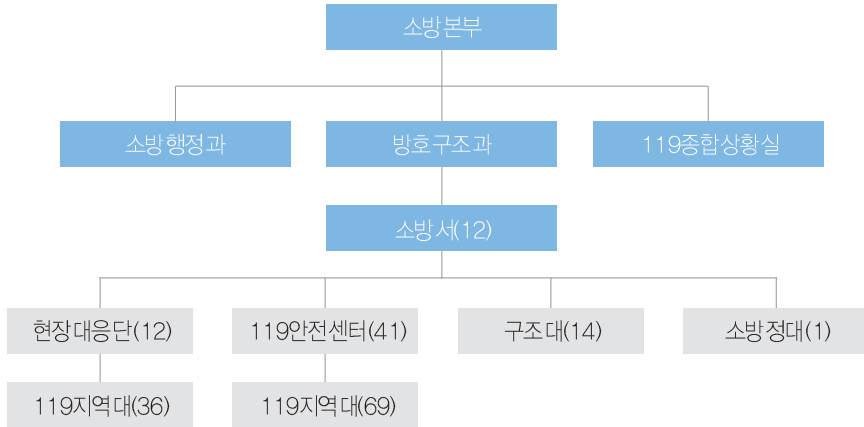 소방본부
소방행정과
방호구조과
119종합상황실
소방서(12)
현장대응단(12)
119안전센터(41)
구조대(14)
소방정대(1)
119지역대(36)
119지역대(69)